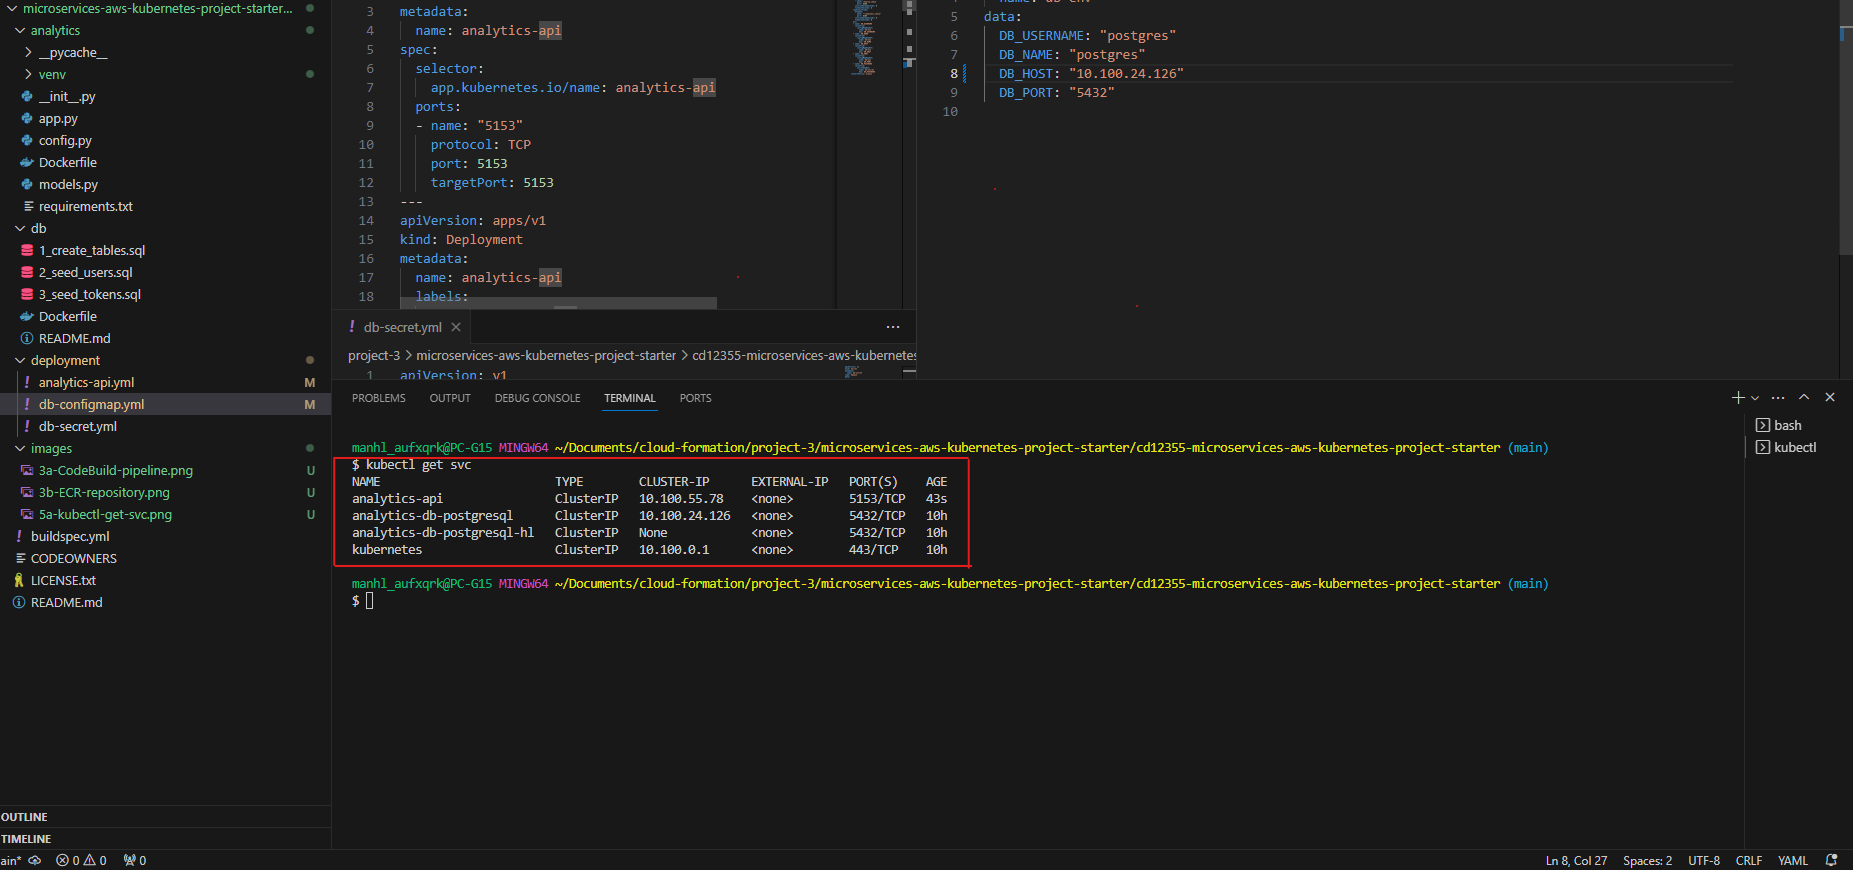 microservices-aws-kubernetes-project-starter...
analytics
__pycache__
venv
__init__.py
app.py
config.py
Dockerfile
models.py
requirements.txt
db
1_create_tables.sql
2_seed_users.sql
3_seed_tokens.sql
Dockerfile
README.md
deployment
analytics-api.yml M
db-configmap.yml M
db-secret.yml
images
3a-CodeBuild-pipeline.png U
3b-ECR-repository.png U
5a-kubectl-get-svc.png U
buildspec.yml
CODEOWNERS
LICENSE.txt
README.md
OUTLINE
TIMELINE
3 metadata:
4 name: analytics-api
5 spec:
6 selector:
7 app.kubernetes.io/name: analytics-api
8 ports:
9 - name: "5153"
10 protocol: TCP
11 port: 5153
12 targetPort: 5153
13 ---
14 apiVersion: apps/v1
15 kind: Deployment
16 metadata:
17 name: analytics-api
18 labels:
5 data:
6 DB_USERNAME: "postgres"
7 DB_NAME: "postgres"
8 DB_HOST: "10.100.24.126"
9 DB_PORT: "5432"
10
db-secret.yml
project-3 > microservices-aws-kubernetes-project-starter > cd12355-microservices-aws-kubernetes
1 apiVersion: v1
PROBLEMS OUTPUT DEBUG CONSOLE TERMINAL PORTS
manhl_aufxqrk@PC-G15 MINGW64 ~/Documents/cloud-formation/project-3/microservices-aws-kubernetes-project-starter/cd12355-microservices-aws-kubernetes-project-starter (main)
$ kubectl get svc
NAME TYPE CLUSTER-IP EXTERNAL-IP PORT(S) AGE
analytics-api ClusterIP 10.100.55.78 <none> 5153/TCP 43s
analytics-db-postgresql ClusterIP 10.100.24.126 <none> 5432/TCP 10h
analytics-db-postgresql-hl ClusterIP None <none> 5432/TCP 10h
kubernetes ClusterIP 10.100.0.1 <none> 443/TCP 10h
manhl_aufxqrk@PC-G15 MINGW64 ~/Documents/cloud-formation/project-3/microservices-aws-kubernetes-project-starter/cd12355-microservices-aws-kubernetes-project-starter (main)
$
bash
kubectl
ain* 0 0 0 Ln 8, Col 27 Spaces: 2 UTF-8 CRLF YAML